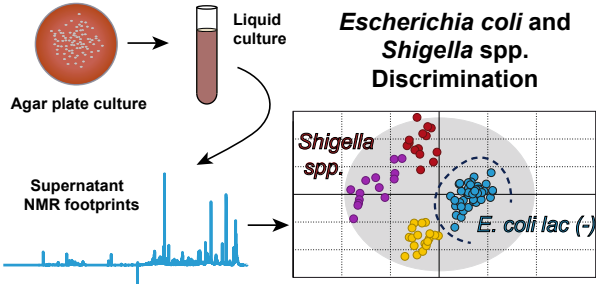 Agar plate culture
Liquid
culture
Escherichia coli and
Shigella spp.
Discrimination
Supernatant
NMR footprints
Shigella
spp.
E. coli lac (-)